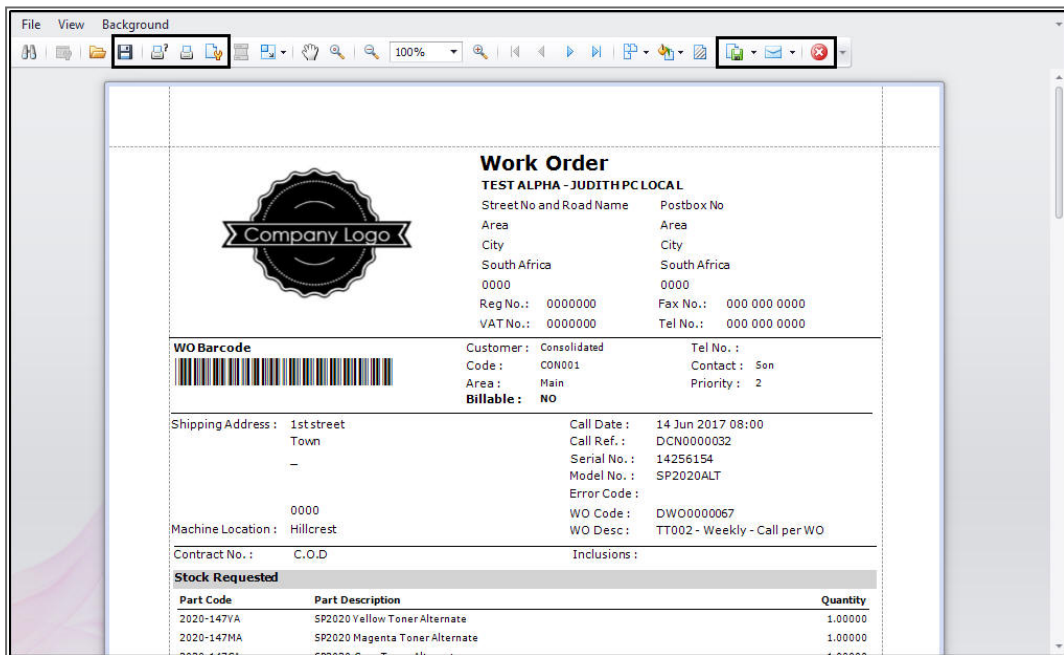 File View Background
100%
Work Order
TEST ALPHA - JUDITH PC LOCAL
Company Logo
Street No and Road Name Postbox No
Area Area
City City
South Africa South Africa
0000 0000
Reg No.: 0000000 Fax No.: 000 000 0000
VAT No.: 0000000 Tel No.: 000 000 0000
WO Barcode Customer : Consolidated Tel No. :
Code : CON001 Contact : Son
Area : Main Priority : 2
Billable : NO
Shipping Address : 1st street Call Date : 14 Jun 2017 08:00
Town Call Ref. : DCN0000032
_ Serial No. : 14256154
Model No. : SP2020ALT
Error Code :
0000 WO Code : DWO0000067
Machine Location : Hillcrest WO Desc : TT002 - Weekly - Call per WO
Contract No. : C.O.D Inclusions :
Stock Requested
Part Code Part Description Quantity
2020-147YA SP2020 Yellow Toner Alternate 1.00000
2020-147MA SP2020 Magenta Toner Alternate 1.00000